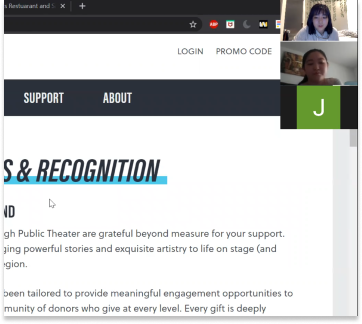 s Restuarant and S
LOGIN PROMO CODE
SUPPORT ABOUT
S & RECOGNITION
ND
gh Public Theater are grateful beyond measure for your support.
ging powerful stories and exquisite artistry to life on stage (and
egion.
been tailored to provide meaningful engagement opportunities to
munity of donors who give at every level. Every gift is deeply
J